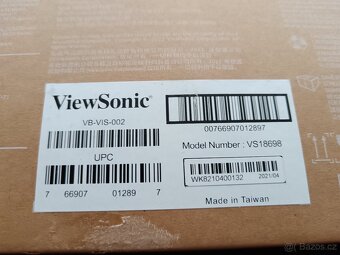 ViewSonic®
VB-VIS-002
UPC
7 66907 01289 7
00766907012897
Model Number : VS18698
WK8210400132
2021/04
Made in Taiwan
Bazos.cz